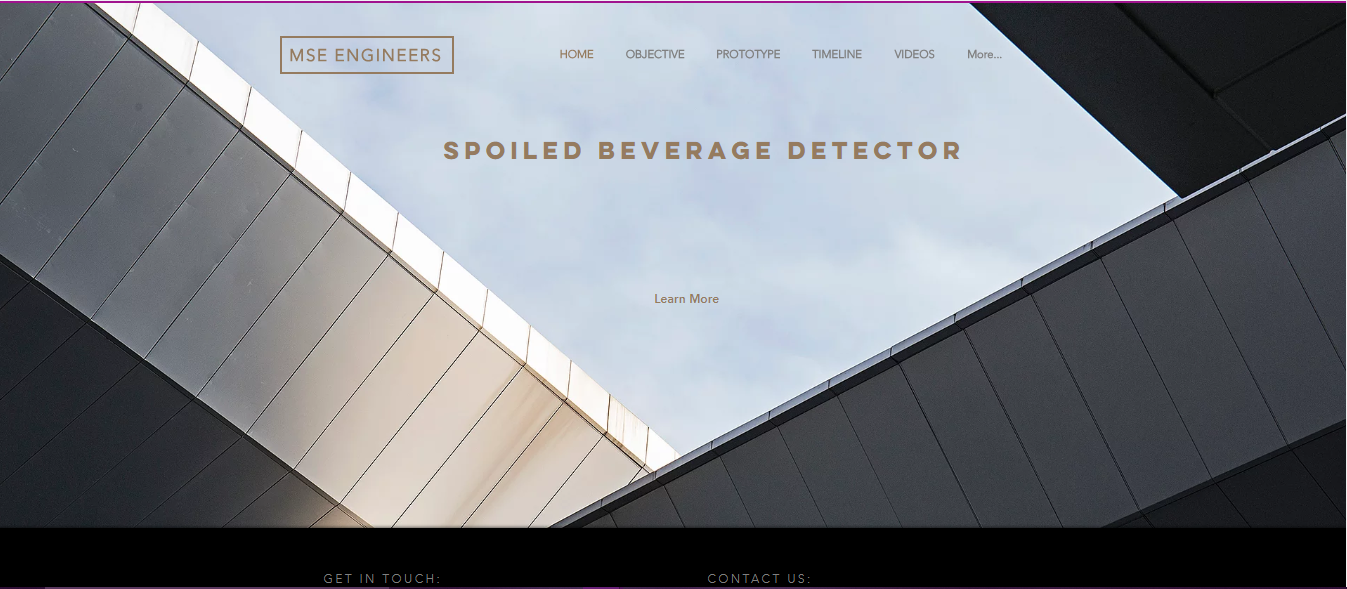 MSE ENGINEERS
HOME OBJECTIVE PROTOTYPE TIMELINE VIDEOS More...
SPOILED BEVERAGE DETECTOR
Learn More
GET IN TOUCH: CONTACT US: